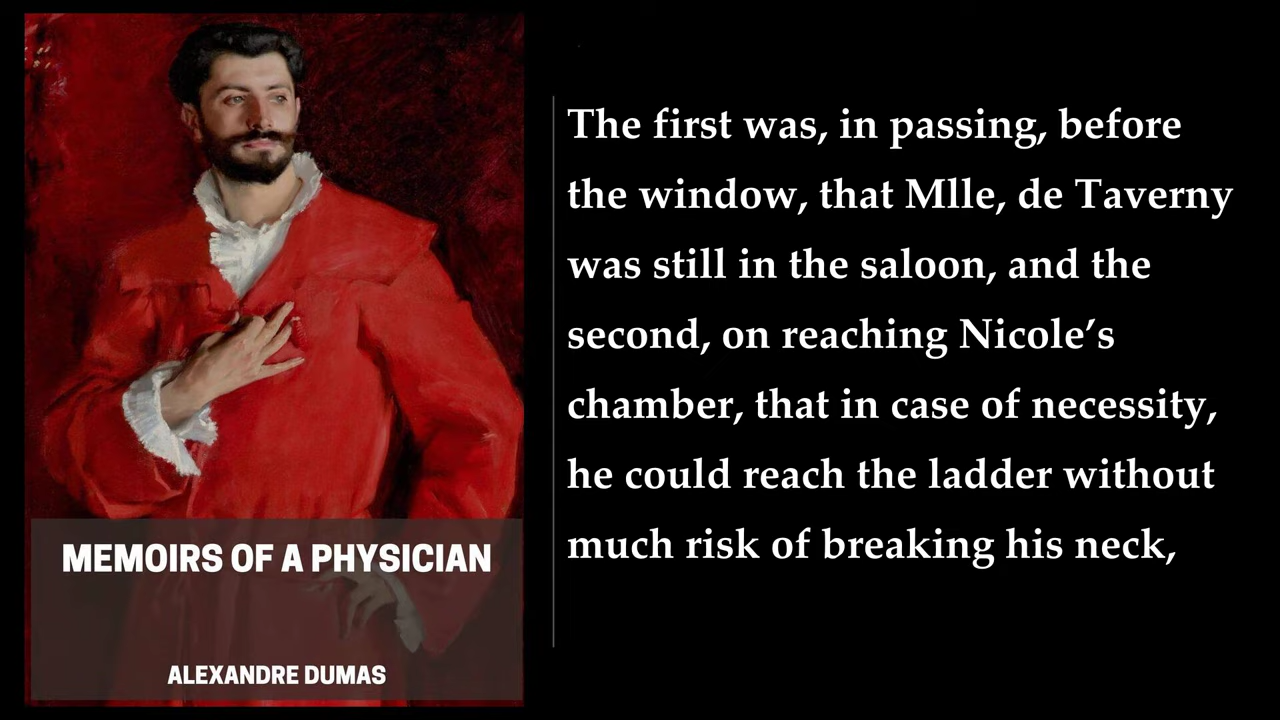 MEMOIRS OF A PHYSICIAN
ALEXANDRE DUMAS
The first was, in passing, before
the window, that Mlle, de Taverny
was still in the saloon, and the
second, on reaching Nicole’s
chamber, that in case of necessity,
he could reach the ladder without
much risk of breaking his neck,